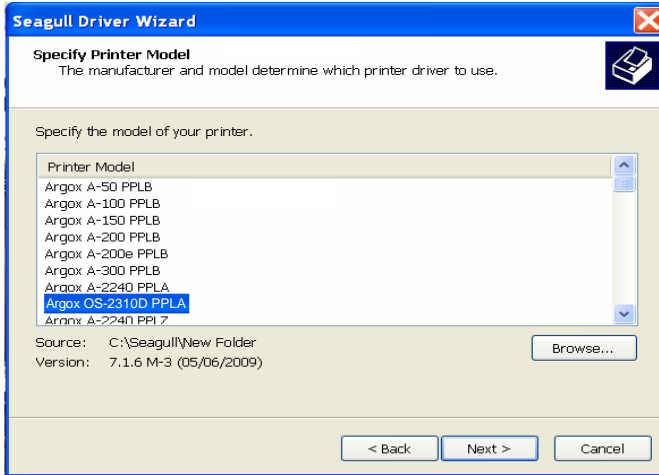 Seagull Driver Wizard
Specify Printer Model
The manufacturer and model determine which printer driver to use.
Specify the model of your printer.
Printer Model
Argox A-50 PPLB
Argox A-100 PPLB
Argox A-150 PPLB
Argox A-200 PPLB
Argox A-200e PPLB
Argox A-300 PPLB
Argox A-2240 PPLA
Argox OS-2310D PPLA
Argox A-2240 PPLZ
Source: C:\Seagull\New Folder
Browse...
Version: 7.1.6 M-3 (05/06/2009)
< Back Next > Cancel